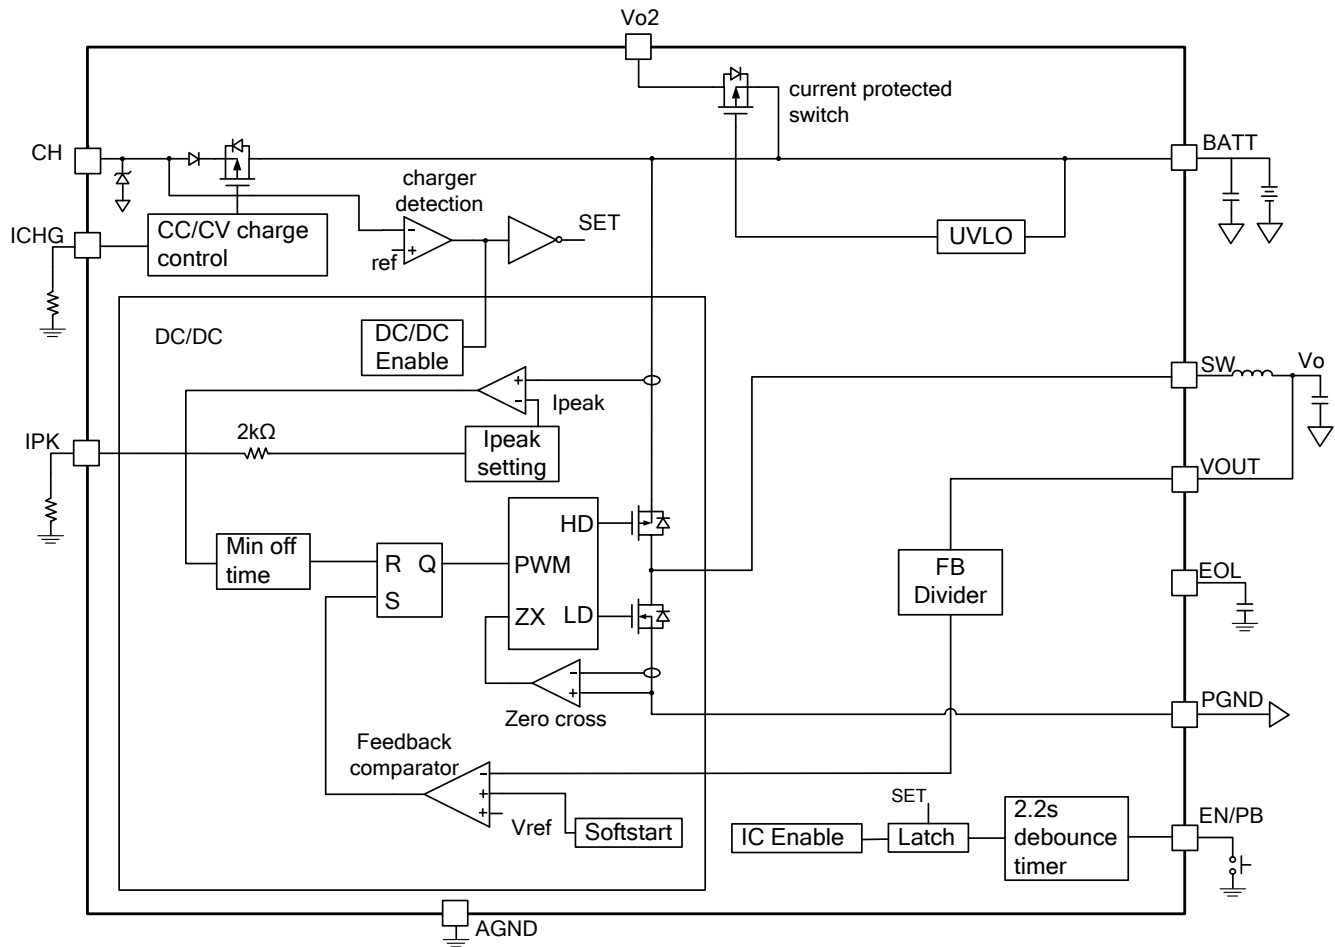 Vo2
current protected
switch
CH
BATT
charger
detection
SET
ICHG
CC/CV charge
control
-
+
ref
UVLO
DC/DC
DC/DC
Enable
SW
Vo
+
-
Ipeak
IPK
2kΩ
Ipeak
setting
VOUT
HD
Min off
time
R Q
PWM
FB
Divider
EOL
S
ZX
LD
-
+
Zero cross
PGND
Feedback
comparator
-
+
+
Vref
Softstart
SET
IC Enable
Latch
2.2s
debounce
timer
EN/PB
AGND